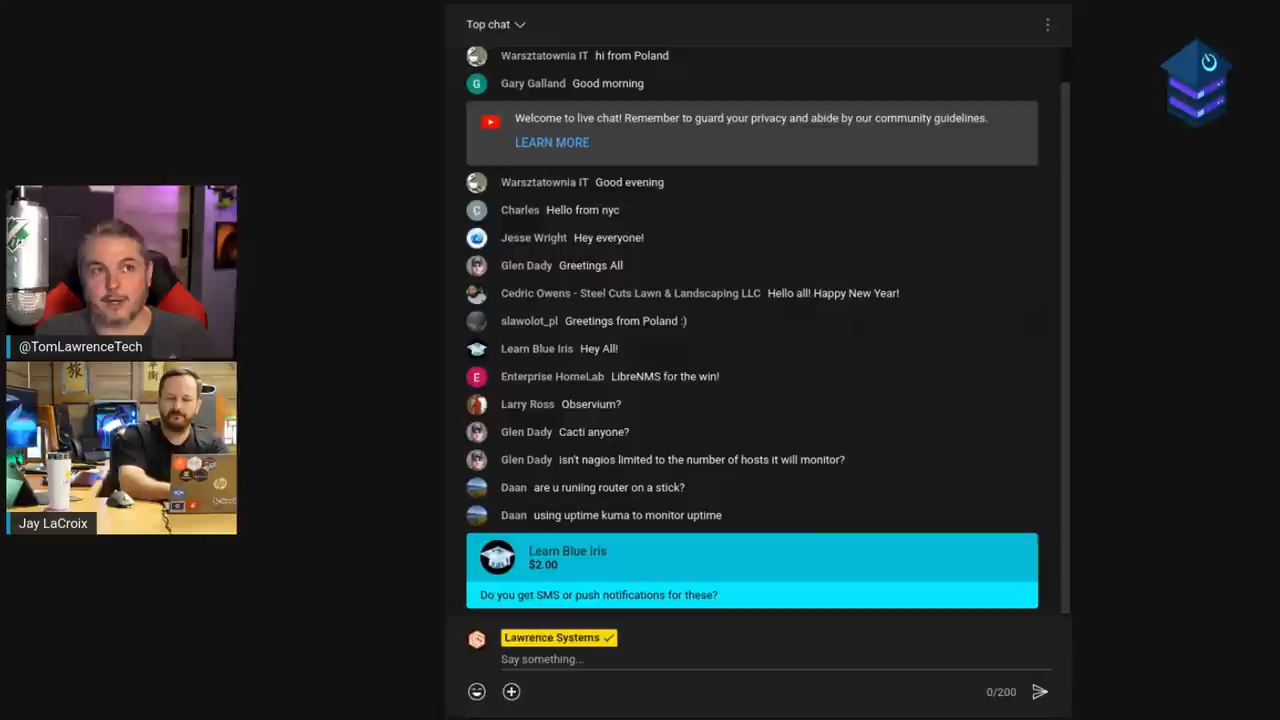 Top chat
Warsztatownia IT hi from Poland
G Gary Galland Good morning
Welcome to live chat! Remember to guard your privacy and abide by our community guidelines.
LEARN MORE
Warsztatownia IT Good evening
C Charles Hello from nyc
Jesse Wright Hey everyone!
Glen Dady Greetings All
Cedric Owens - Steel Cuts Lawn & Landscaping LLC Hello all! Happy New Year!
slawolot_pl Greetings from Poland :)
Learn Blue Iris Hey All!
E Enterprise HomeLab LibreNMS for the win!
Larry Ross Observium?
Glen Dady Cacti anyone?
Glen Dady isn't nagios limited to the number of hosts it will monitor?
Daan are u runiing router on a stick?
Daan using uptime kuma to monitor uptime
Learn Blue Iris
$2.00
Do you get SMS or push notifications for these?
Lawrence Systems
Say something...
0/200
@TomLawrenceTech
旅
hp
Jay LaCroix